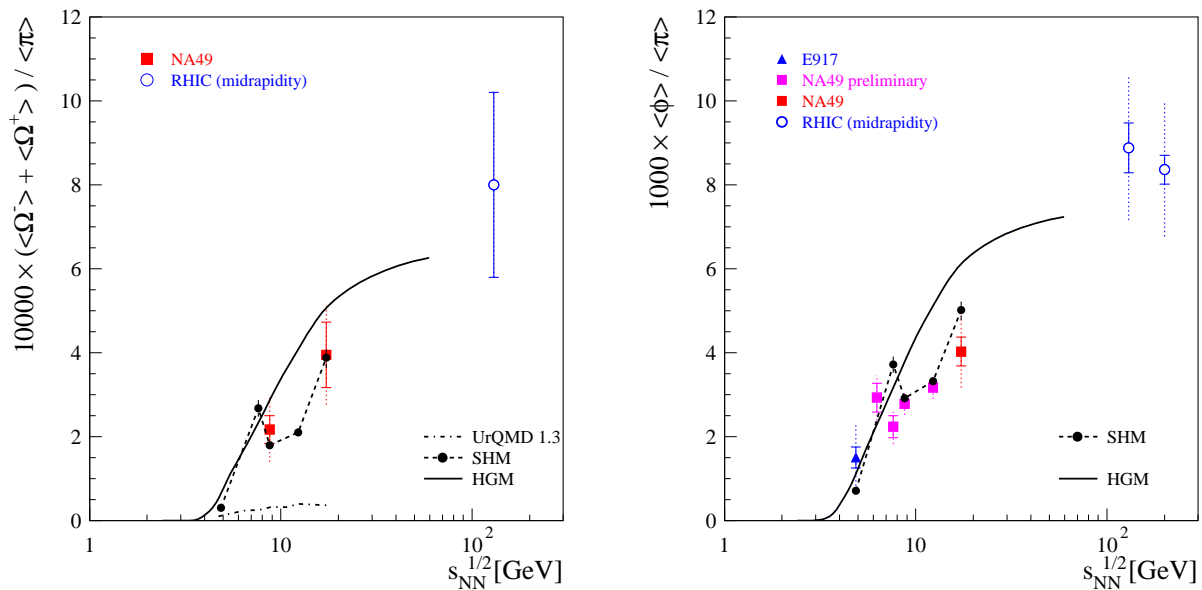 10000 × (<Ω⁻> + <Ω⁺>) / <π>
12
10
8
6
4
2
0
NA49
RHIC (midrapidity)
UrQMD 1.3
SHM
HGM
1
10
10²
s_NN^1/2 [GeV]
1000 × <ϕ> / <π>
12
10
8
6
4
2
0
E917
NA49 preliminary
NA49
RHIC (midrapidity)
SHM
HGM
1
10
10²
s_NN^1/2 [GeV]